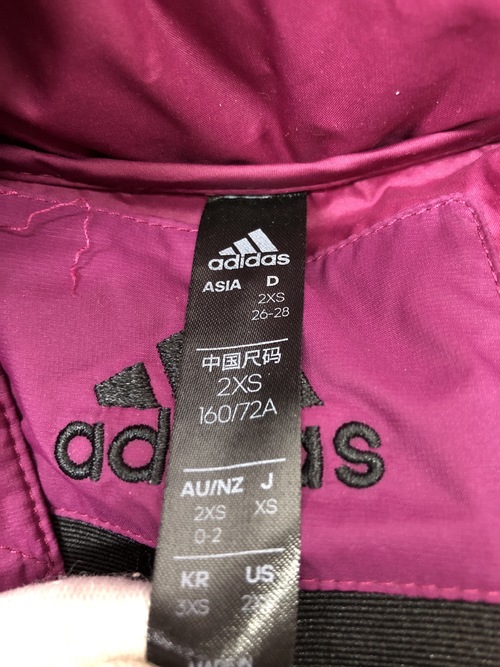 adidas
ASIA D
2XS
26-28
中国尺码
2XS
160/72A
AU/NZ J
2XS XS
0-2
KR US
3XS
adidas